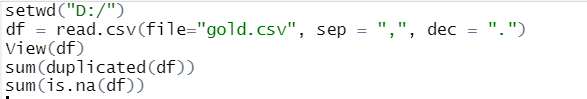 setwd("D:/")
df = read.csv(file="gold.csv", sep = ",", dec = ".")
View(df)
sum(duplicated(df))
sum(is.na(df))